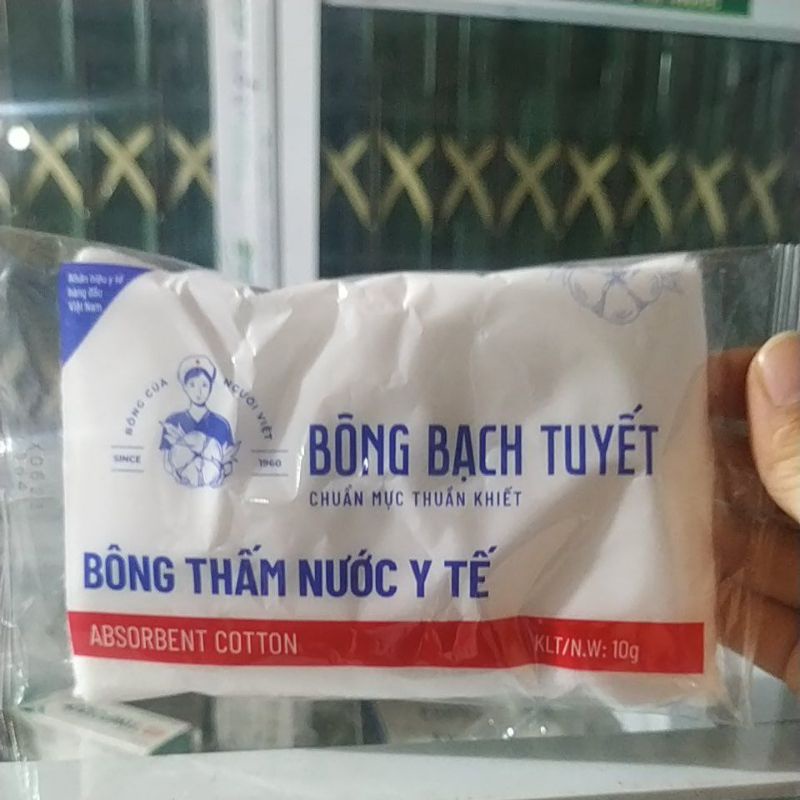 Nhãn hiệu y tế
hàng đầu
Việt Nam
BÔNG CỦA NGƯỜI VIỆT
SINCE 1960
BÔNG BẠCH TUYẾT
CHUẨN MỰC THUẦN KHIẾT
BÔNG THẤM NƯỚC Y TẾ
ABSORBENT COTTON
KLT/N.W: 10g